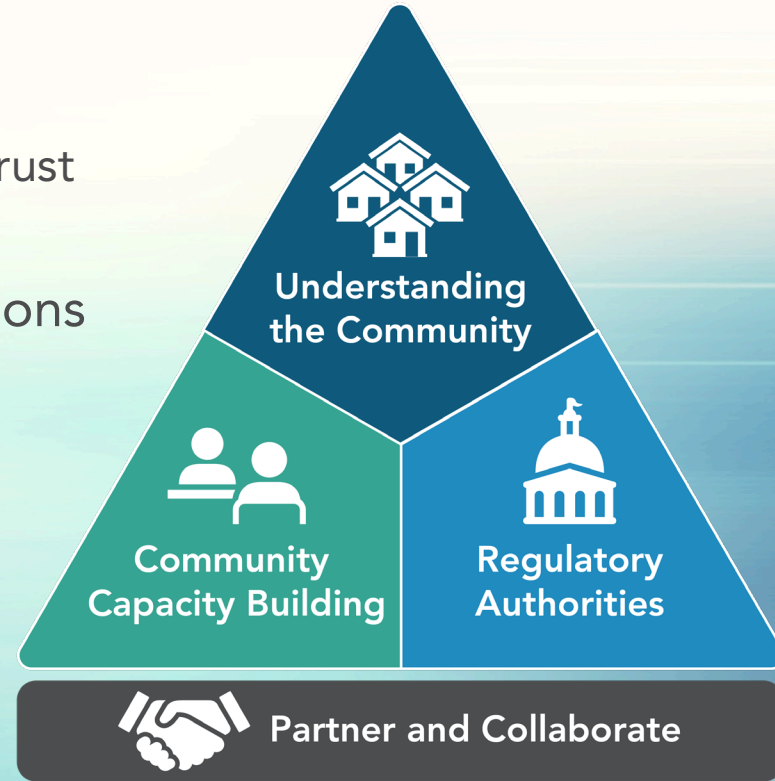 rust
ons
Understanding
the Community
Community
Capacity Building
Regulatory
Authorities
Partner and Collaborate